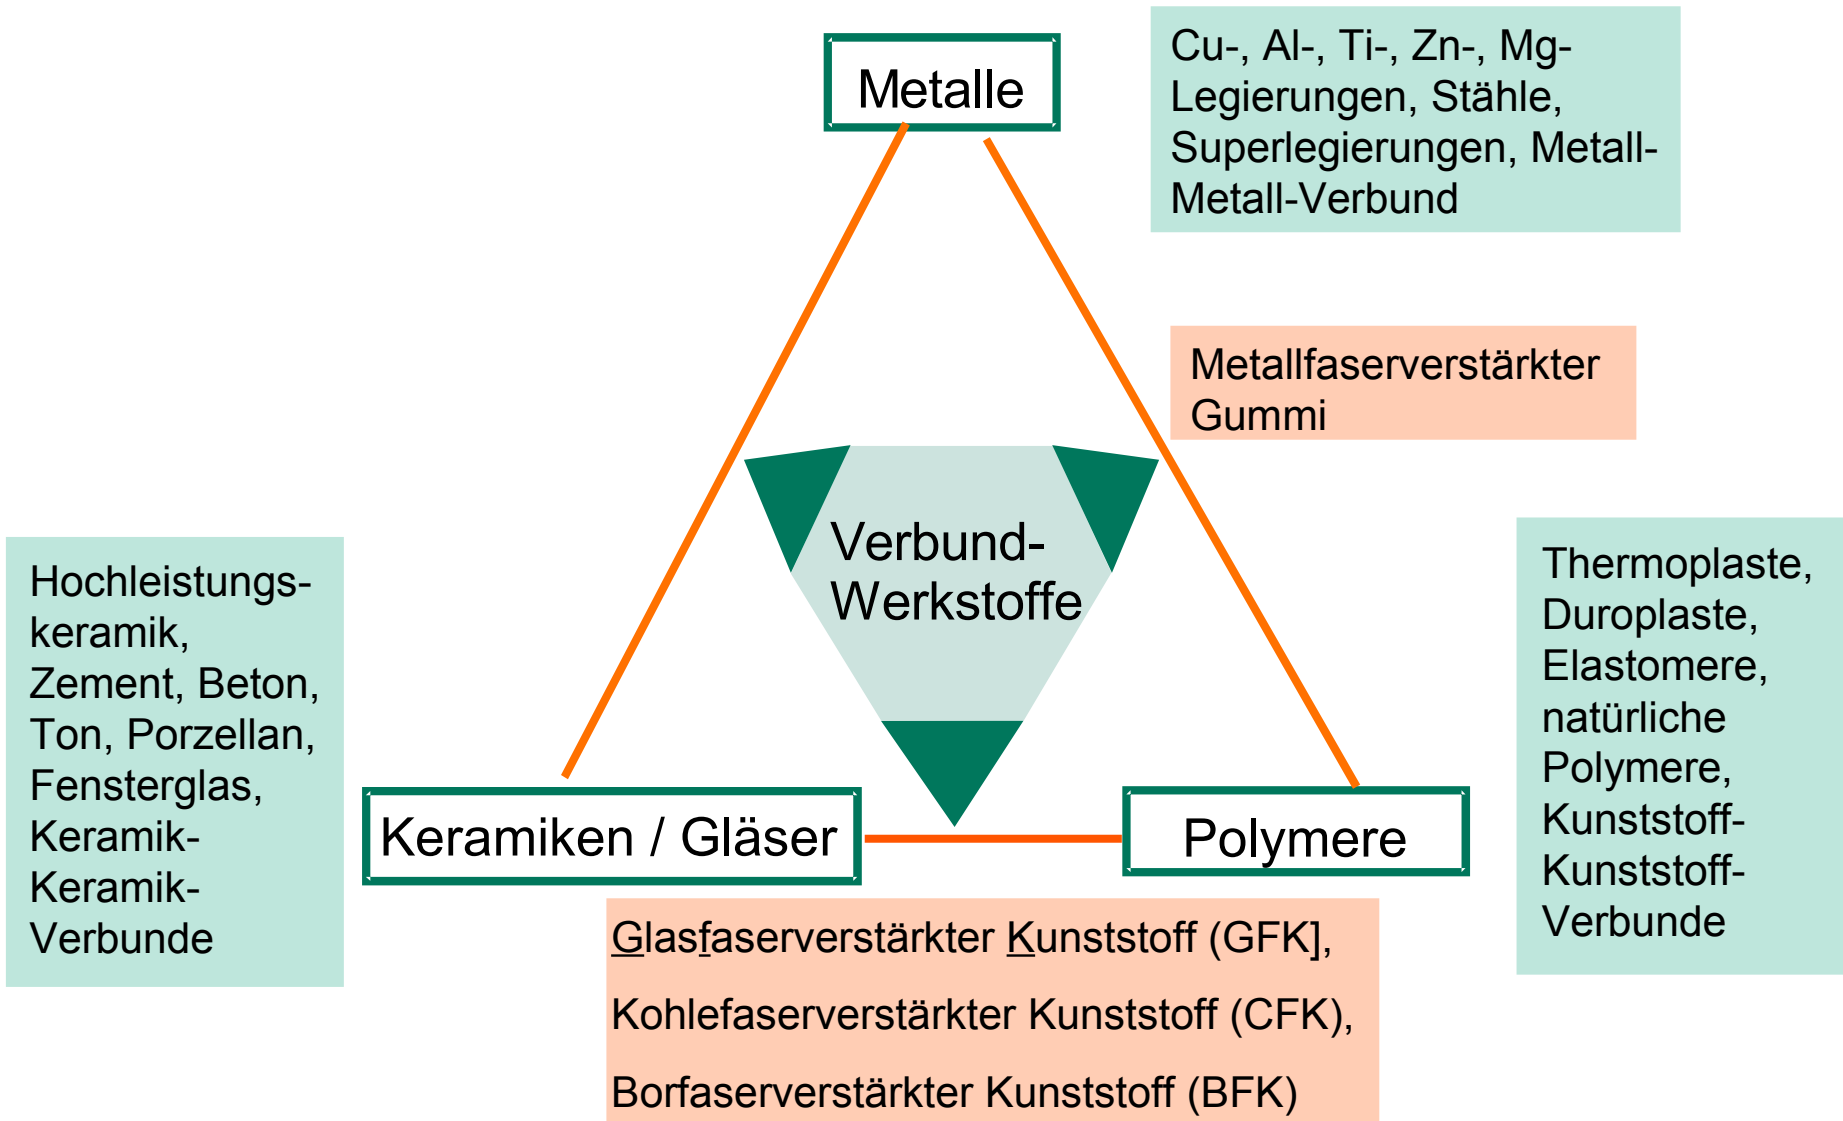 Metalle
Cu-, Al-, Ti-, Zn-, Mg-
Legierungen, Stähle,
Superlegierungen, Metall-
Metall-Verbund
Metallfaserverstärkter
Gummi
Verbund-
Werkstoffe
Hochleistungs-
keramik,
Zement, Beton,
Ton, Porzellan,
Fensterglas,
Keramik-
Keramik-
Verbunde
Thermoplaste,
Duroplaste,
Elastomere,
natürliche
Polymere,
Kunststoff-
Kunststoff-
Verbunde
Keramiken / Gläser
Polymere
Glasfaserverstärkter Kunststoff (GFK],
Kohlefaserverstärkter Kunststoff (CFK),
Borfaserverstärkter Kunststoff (BFK)